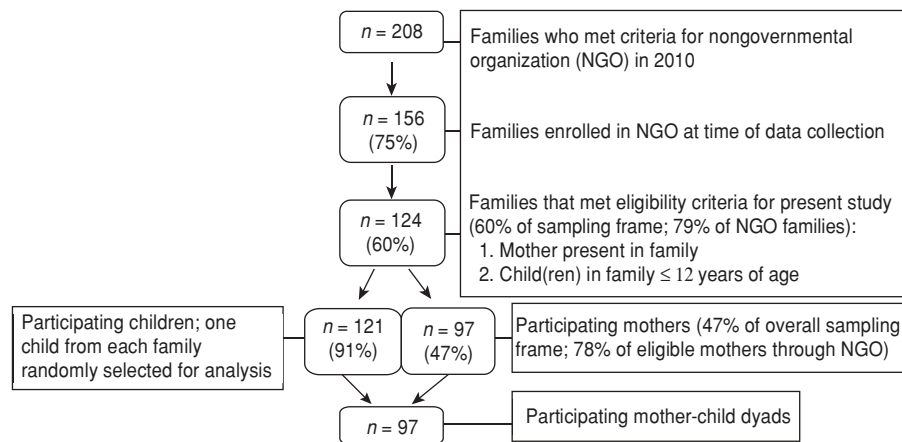 n = 208
Families who met criteria for nongovernmental
organization (NGO) in 2010
n = 156
(75%)
Families enrolled in NGO at time of data collection
n = 124
(60%)
Families that met eligibility criteria for present study
(60% of sampling frame; 79% of NGO families):
1. Mother present in family
2. Child(ren) in family ≤ 12 years of age
Participating children; one
child from each family
randomly selected for analysis
n = 121
(91%)
n = 97
(47%)
Participating mothers (47% of overall sampling
frame; 78% of eligible mothers through NGO)
n = 97
Participating mother-child dyads